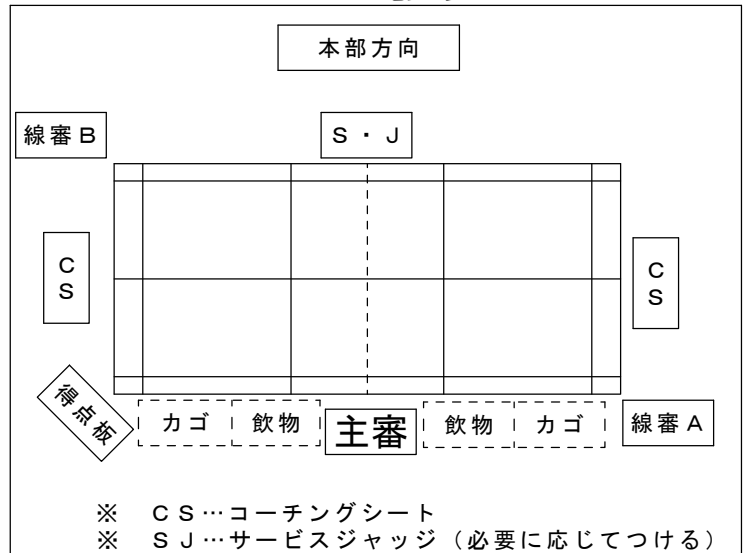 本部方向
線審Ｂ
Ｓ・Ｊ
ＣＳ
ＣＳ
得点板
カゴ
飲物
主審
飲物
カゴ
線審Ａ
※　ＣＳ…コーチングシート
※　ＳＪ…サービスジャッジ（必要に応じてつける）